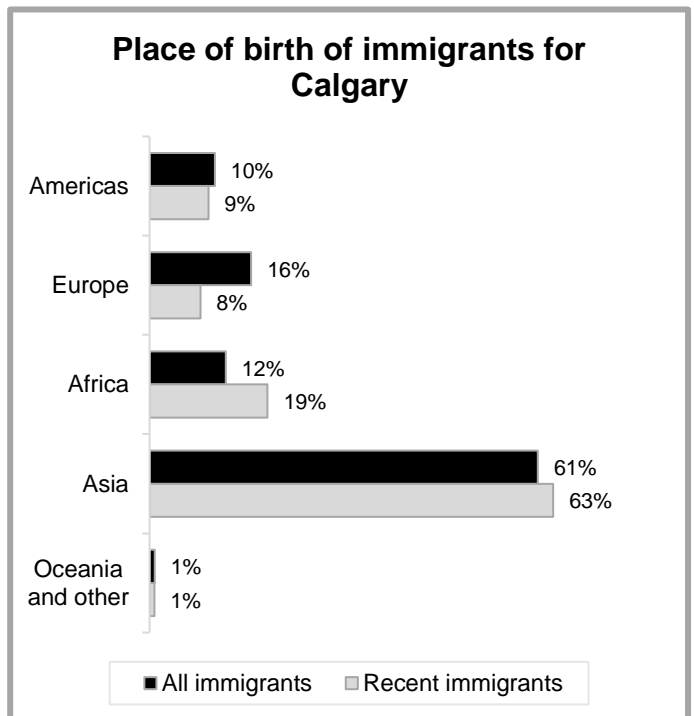 Place of birth of immigrants for
Calgary
Americas
10%
9%
Europe
16%
8%
Africa
12%
19%
Asia
61%
63%
Oceania
and other
1%
1%
All immigrants
Recent immigrants